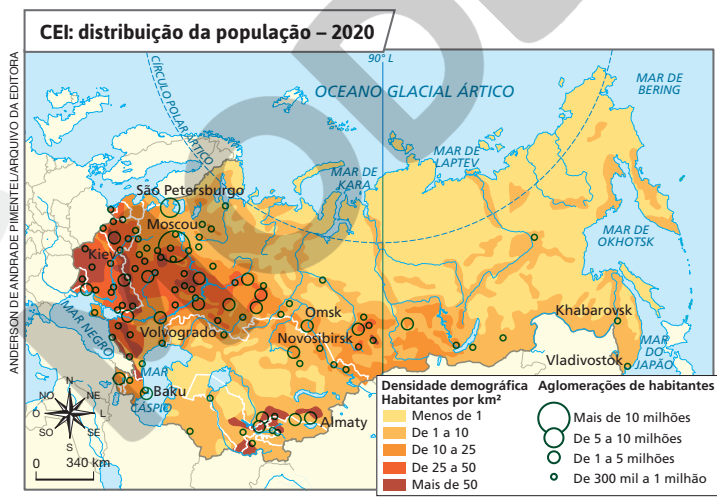 CEI: distribuição da população – 2020
ANDERSON DE ANDRADE PIMENTEL/ARQUIVO DA EDITORA
90° L
CÍRCULO POLAR ÁRTICO
OCEANO GLACIAL ÁRTICO
MAR DE
BERING
MAR DE
LAPTEV
MAR DE
KARA
São Petersburgo
Moscou
MAR DE
OKHOTSK
Kiev
MAR NEGRO
Volvogrado
Omsk
Novosibirsk
Khabarovsk
MAR
DO
JAPÃO
Vladivostok
MAR
CÁSPIO
Baku
Almaty
N
NO
NE
O
L
SO
SE
S
0
340 km
Densidade demográfica
Habitantes por km²
Menos de 1
De 1 a 10
De 10 a 25
De 25 a 50
Mais de 50
Aglomerações de habitantes
Mais de 10 milhões
De 5 a 10 milhões
De 1 a 5 milhões
De 300 mil a 1 milhão